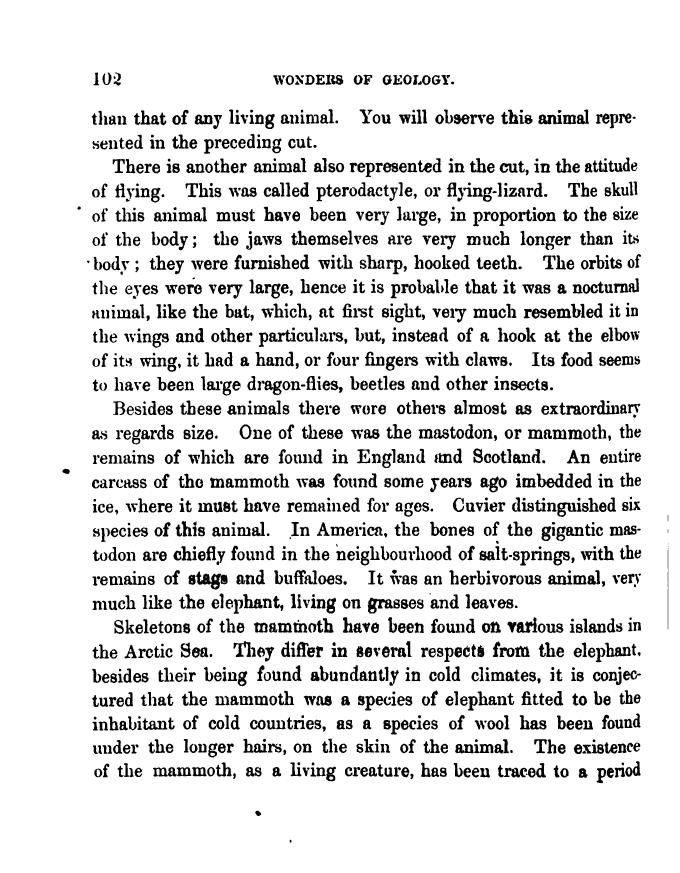 102 WONDERS OF GEOLOGY.
than that of any living animal. You will observe this animal repre-
sented in the preceding cut.
There is another animal also represented in the cut, in the attitude
of flying. This was called pterodactyle, or flying-lizard. The skull
of this animal must have been very large, in proportion to the size
of the body; the jaws themselves are very much longer than its
body; they were furnished with sharp, hooked teeth. The orbits of
the eyes were very large, hence it is probable that it was a nocturnal
animal, like the bat, which, at first sight, very much resembled it in
the wings and other particulars, but, instead of a hook at the elbow
of its wing, it had a hand, or four fingers with claws. Its food seems
to have been large dragon-flies, beetles and other insects.
Besides these animals there were others almost as extraordinary
as regards size. One of these was the mastodon, or mammoth, the
remains of which are found in England and Scotland. An entire
carcass of the mammoth was found some years ago imbedded in the
ice, where it must have remained for ages. Cuvier distinguished six
species of this animal. In America, the bones of the gigantic mas-
todon are chiefly found in the neighbourhood of salt-springs, with the
remains of stags and buffaloes. It was an herbivorous animal, very
much like the elephant, living on grasses and leaves.
Skeletons of the mammoth have been found on various islands in
the Arctic Sea. They differ in several respects from the elephant.
besides their being found abundantly in cold climates, it is conjec-
tured that the mammoth was a species of elephant fitted to be the
inhabitant of cold countries, as a species of wool has been found
under the longer hairs, on the skin of the animal. The existence
of the mammoth, as a living creature, has been traced to a period